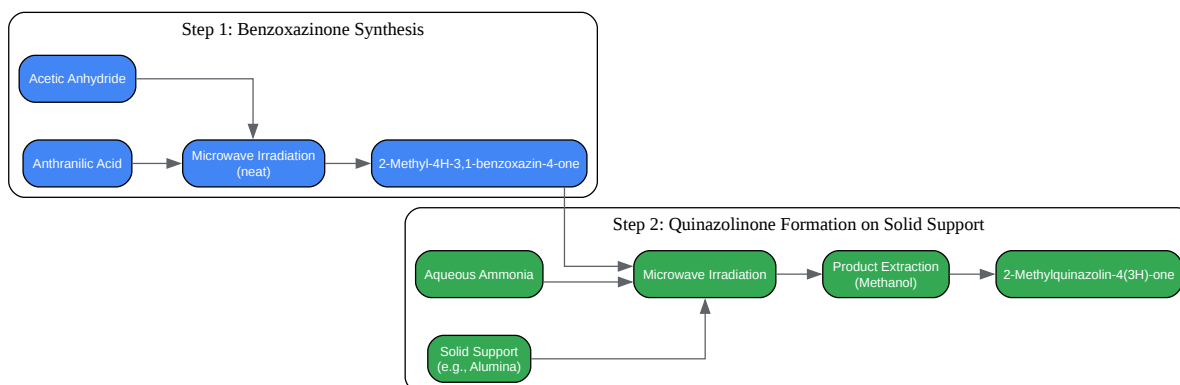 Step 1: Benzoxazinone Synthesis
Acetic Anhydride
Anthranilic Acid
Microwave Irradiation
(neat)
2-Methyl-4H-3,1-benzoxazin-4-one
Step 2: Quinazolinone Formation on Solid Support
Aqueous Ammonia
Microwave Irradiation
Product Extraction
(Methanol)
2-Methylquinazolin-4(3H)-one
Solid Support
(e.g., Alumina)